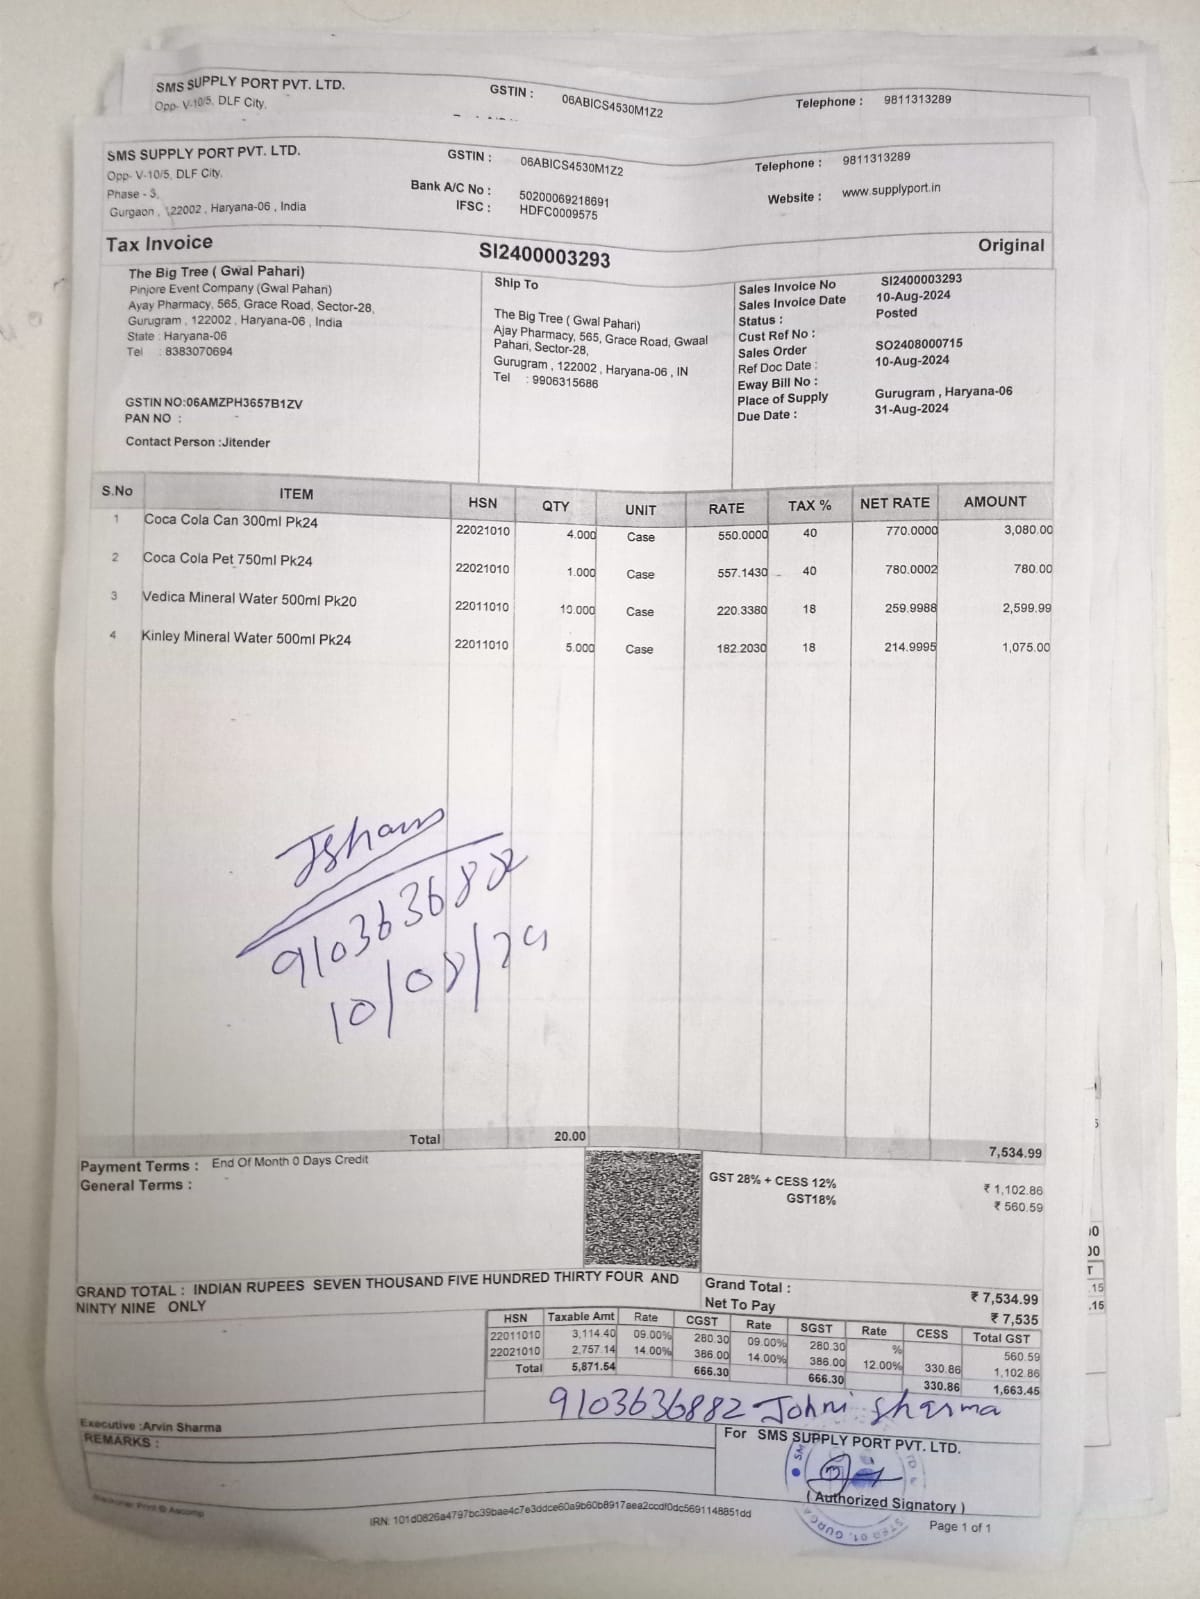 SMS SUPPLY PORT PVT. LTD.
Opp- V-10/5, DLF City,
GSTIN : 06ABICS4530M1Z2
Telephone : 9811313289
SMS SUPPLY PORT PVT. LTD.
Opp- V-10/5, DLF City,
Phase - 3,
Gurgaon , 122002 , Haryana-06 , India
GSTIN : 06ABICS4530M1Z2
Bank A/C No : 50200069218691
IFSC : HDFC0009575
Telephone : 9811313289
Website : www.supplyport.in
Tax Invoice
SI2400003293
Original
The Big Tree ( Gwal Pahari)
Pinjore Event Company (Gwal Pahari)
Ayay Pharmacy, 565, Grace Road, Sector-28,
Gurugram , 122002 , Haryana-06 , India
State : Haryana-06
Tel : 8383070694
GSTIN NO:06AMZPH3657B1ZV
PAN NO : -
Contact Person :Jitender
Ship To
The Big Tree ( Gwal Pahari)
Ajay Pharmacy, 565, Grace Road, Gwaal
Pahari, Sector-28,
Gurugram , 122002 , Haryana-06 , IN
Tel : 9906315686
Sales Invoice No SI2400003293
Sales Invoice Date 10-Aug-2024
Status : Posted
Cust Ref No :
Sales Order SO2408000715
Ref Doc Date : 10-Aug-2024
Eway Bill No :
Place of Supply Gurugram , Haryana-06
Due Date : 31-Aug-2024
S.No ITEM HSN QTY UNIT RATE TAX % NET RATE AMOUNT
1 Coca Cola Can 300ml Pk24 22021010 4.000 Case 550.0000 40 770.0000 3,080.00
2 Coca Cola Pet 750ml Pk24 22021010 1.000 Case 557.1430 40 780.0002 780.00
3 Vedica Mineral Water 500ml Pk20 22011010 10.000 Case 220.3380 18 259.9988 2,599.99
4 Kinley Mineral Water 500ml Pk24 22011010 5.000 Case 182.2030 18 214.9995 1,075.00
910363688
10/08/24
Total 20.00 7,534.99
Payment Terms : End Of Month 0 Days Credit
General Terms :
GST 28% + CESS 12% ₹ 1,102.86
GST18% ₹ 560.59
GRAND TOTAL : INDIAN RUPEES SEVEN THOUSAND FIVE HUNDRED THIRTY FOUR AND
NINTY NINE ONLY
Grand Total : ₹ 7,534.99
Net To Pay ₹ 7,535
HSN Taxable Amt Rate CGST Rate SGST Rate CESS Total GST
22011010 3,114.40 09.00% 280.30 09.00% 280.30 % 560.59
22021010 2,757.14 14.00% 386.00 14.00% 386.00 12.00% 330.86 1,102.86
Total 5,871.54 666.30 666.30 330.86 1,663.45
9103636882 Johni Sharma
Executive :Arvin Sharma
REMARKS :
For SMS SUPPLY PORT PVT. LTD.
( Authorized Signatory )
IRN: 101d0826a4797bc39bae4c7e3ddce60a9b60b8917aea2ccdf0dc5691148851dd
Page 1 of 1